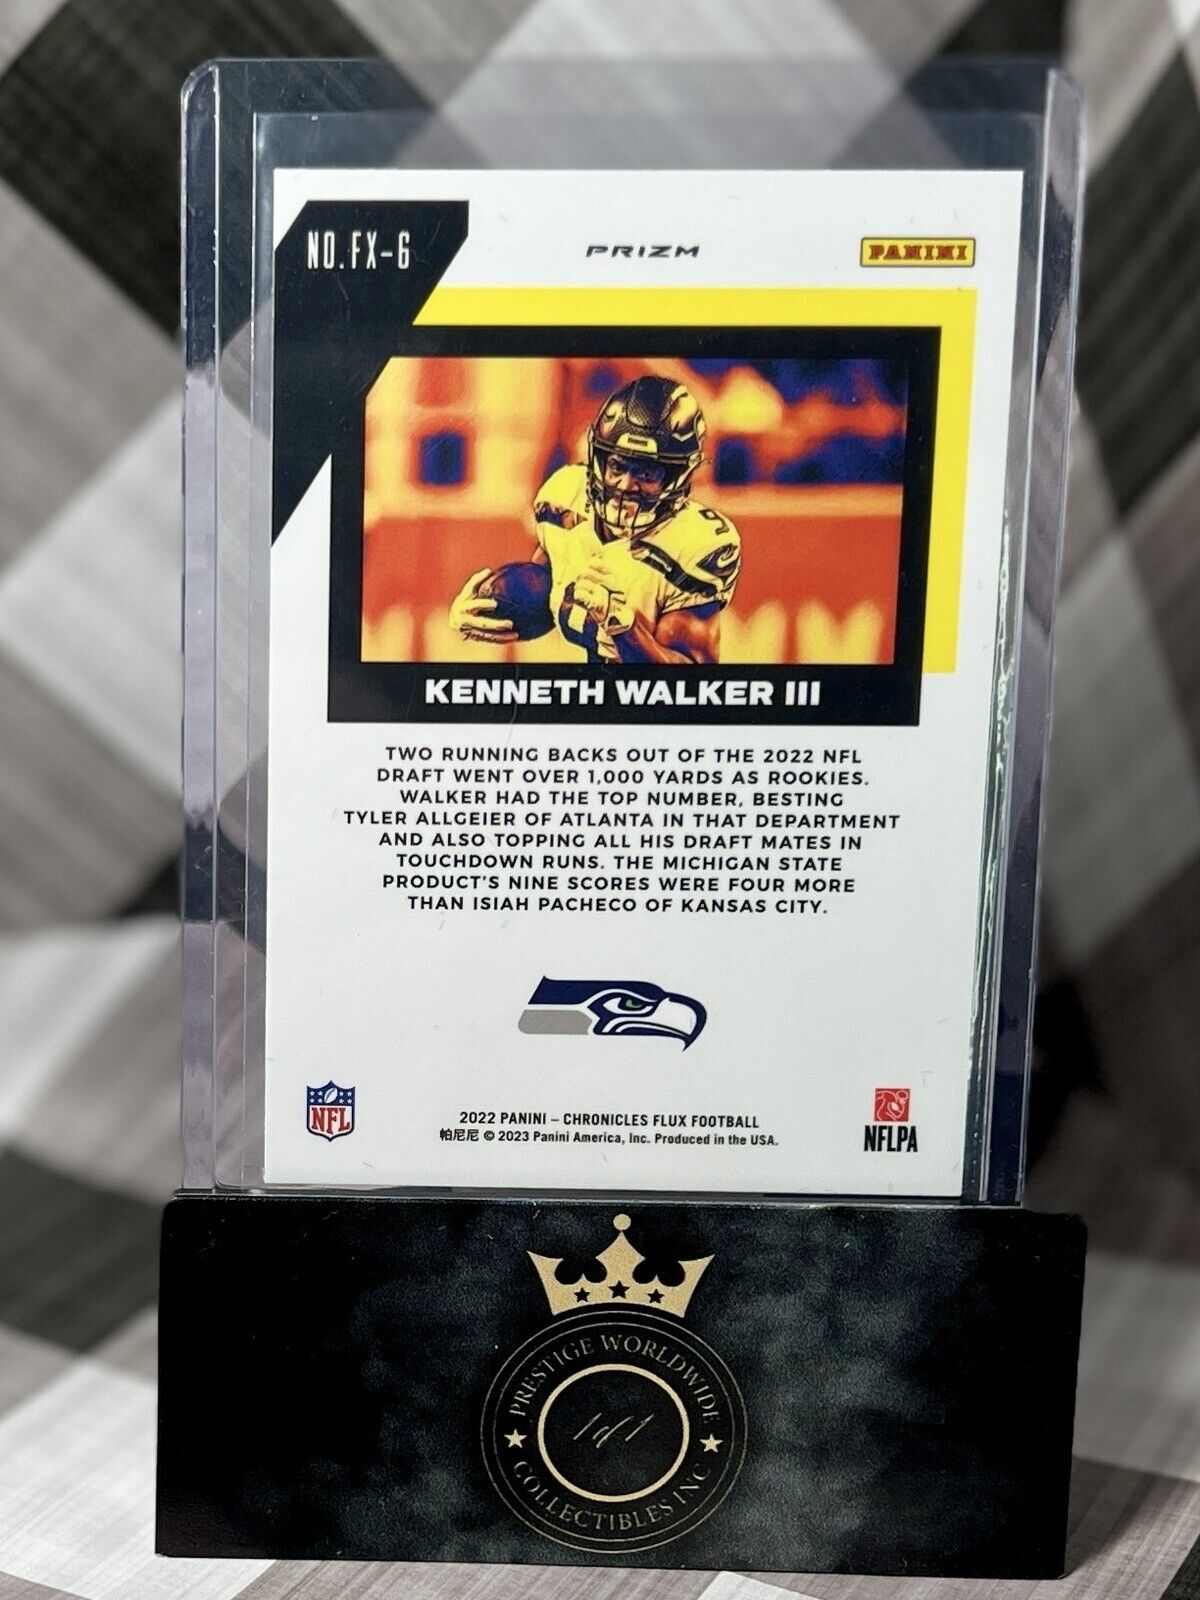 NO.FX-6
PRIZM
PANINI
9
KENNETH WALKER III
TWO RUNNING BACKS OUT OF THE 2022 NFL
DRAFT WENT OVER 1,000 YARDS AS ROOKIES.
WALKER HAD THE TOP NUMBER, BESTING
TYLER ALLGEIER OF ATLANTA IN THAT DEPARTMENT
AND ALSO TOPPING ALL HIS DRAFT MATES IN
TOUCHDOWN RUNS. THE MICHIGAN STATE
PRODUCT'S NINE SCORES WERE FOUR MORE
THAN ISIAH PACHECO OF KANSAS CITY.
NFL
2022 PANINI – CHRONICLES FLUX FOOTBALL
帕尼尼 © 2023 Panini America, Inc. Produced in the USA.
NFLPA
PRESTIGE WORLDWIDE
1of1
COLLECTIBLES INC